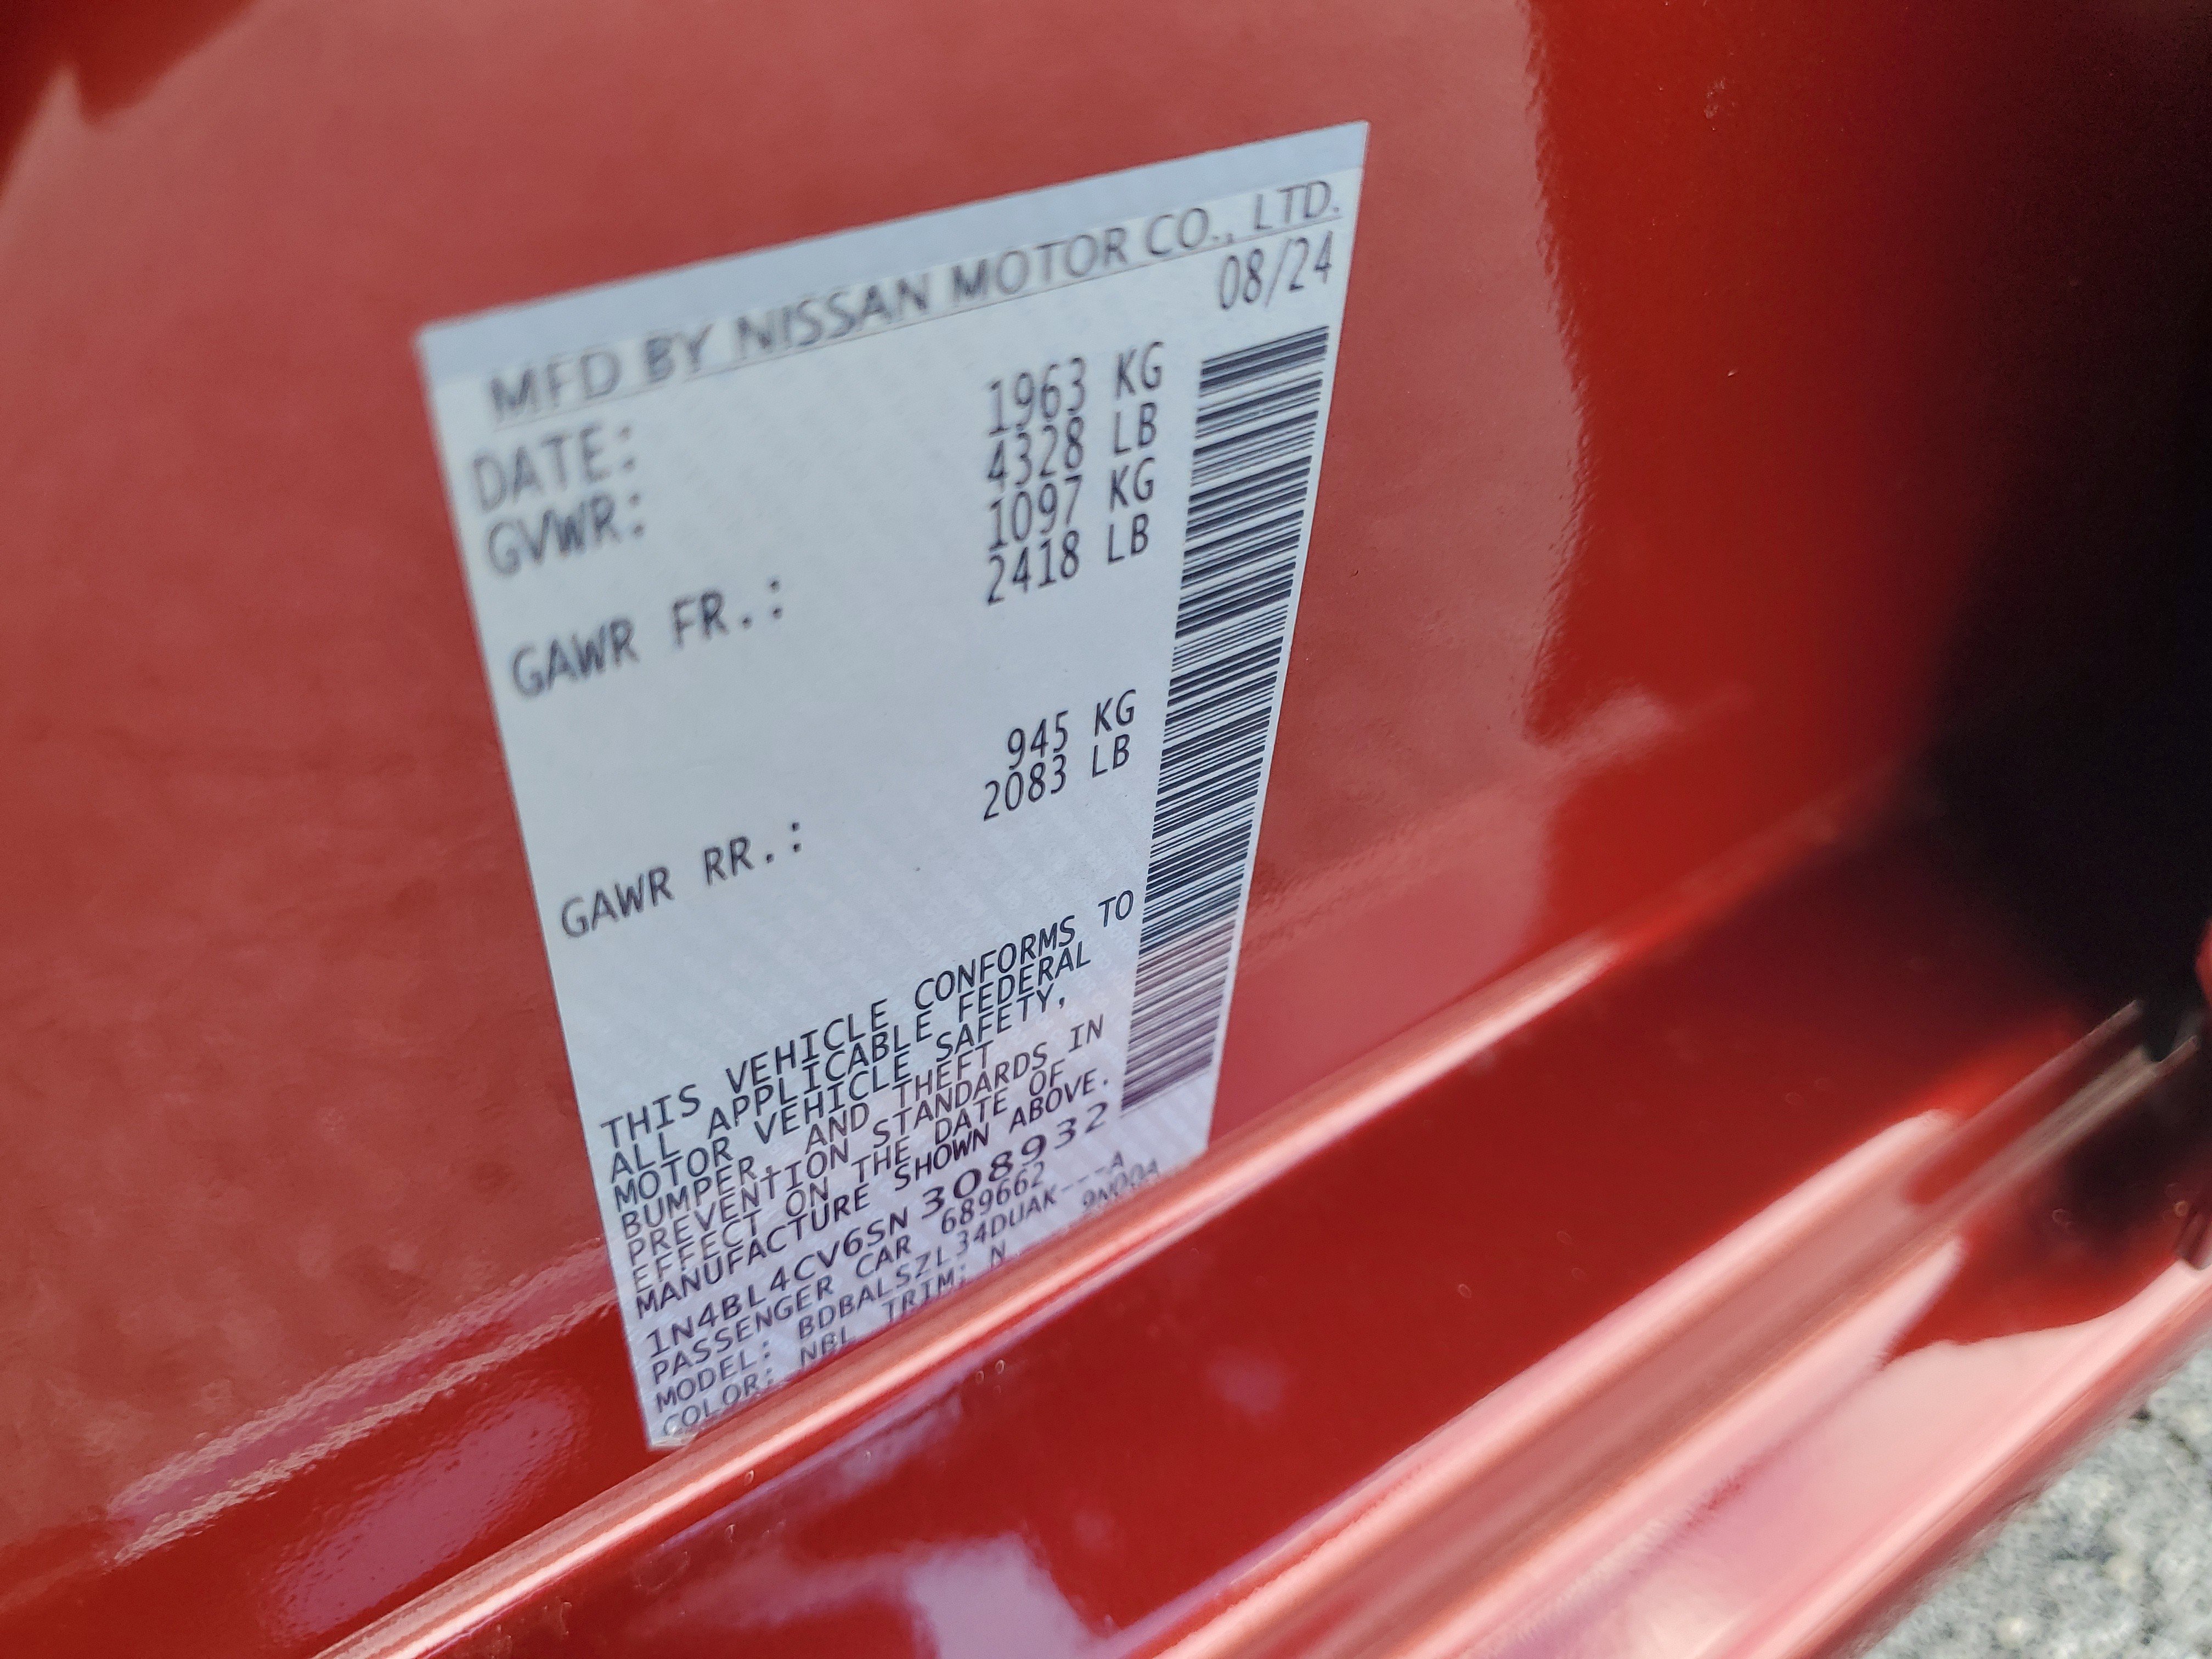 MFD BY NISSAN MOTOR CO., LTD.
DATE: 08/24
GVWR: 1963 KG
4328 LB
GAWR FR.: 1097 KG
2418 LB
GAWR RR.: 945 KG
2083 LB
THIS VEHICLE CONFORMS TO
ALL APPLICABLE FEDERAL
MOTOR VEHICLE SAFETY,
BUMPER, AND THEFT
PREVENTION STANDARDS IN
EFFECT ON THE DATE OF
MANUFACTURE SHOWN ABOVE.
1N4BL4CV6SN308932
PASSENGER CAR 689662
MODEL: BDBALSZL34DUAK---A
COLOR: NBL TRIM: N 9N00A